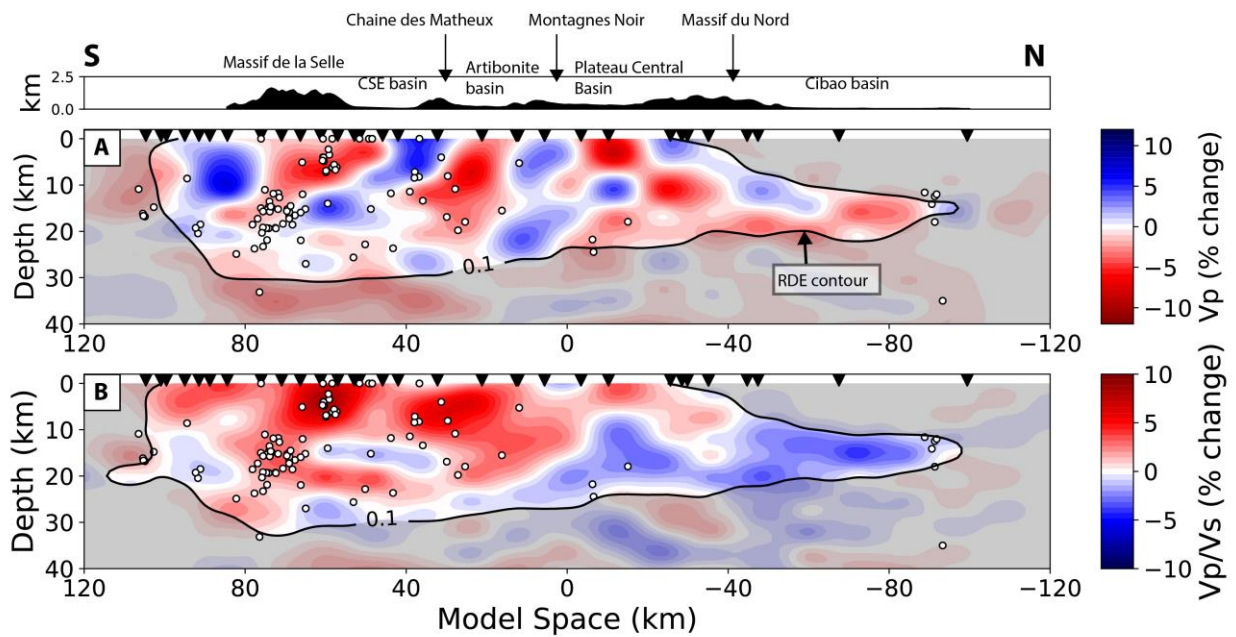 Chaine des Matheux
Montagnes Noir
Massif du Nord
S
N
Massif de la Selle
CSE basin
Artibonite
basin
Plateau Central
Basin
Cibao basin
2.5
0.0
km
A
0
10
20
30
40
Depth (km)
0.1
RDE contour
120
80
40
0
−40
−80
−120
10
5
0
−5
−10
Vp (% change)
B
0
10
20
30
40
Depth (km)
0.1
120
80
40
0
−40
−80
−120
Model Space (km)
10
5
0
−5
−10
Vp/Vs (% change)